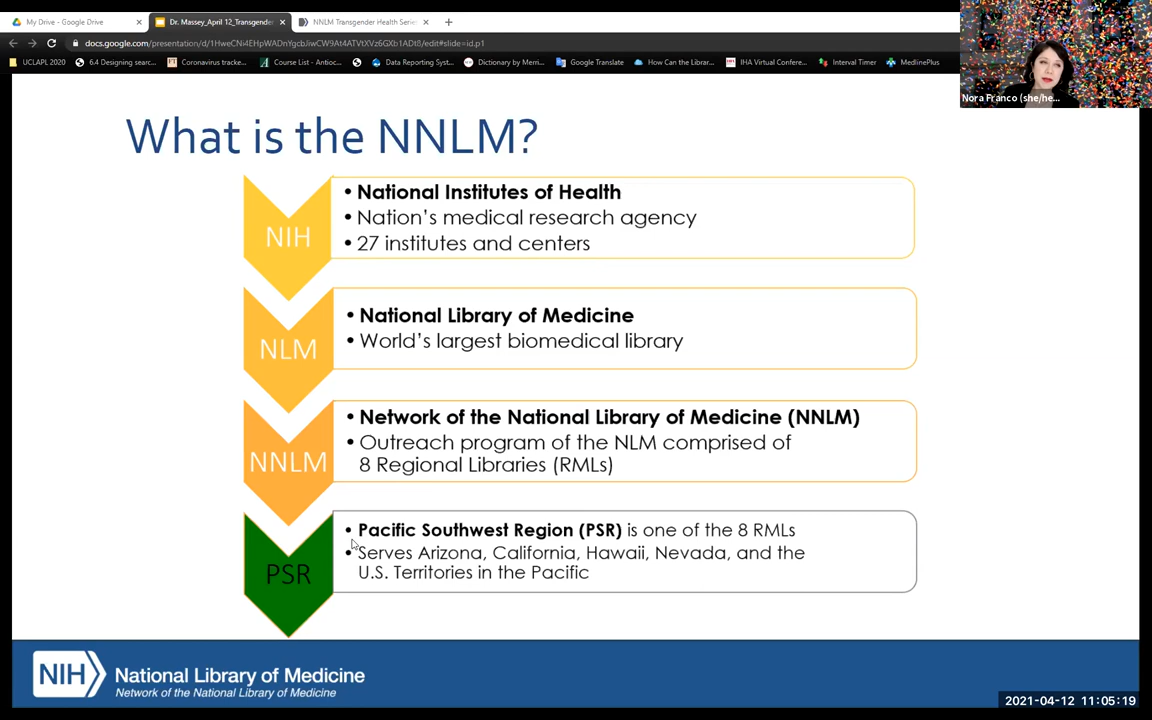 My Drive - Google Drive
Dr. Massey_April 12_Transgender
NNLM Transgender Health Serie
docs.google.com/presentation/d/1HweCNi4EHpWADnYgcbJiwCW9At4ATVtXVz6GXb1ADt8/edit#slide=id.p1
UCLAPL 2020
6.4 Designing searc...
Coronavirus tracke...
Course List - Antioc...
Data Reporting Syst...
Dictionary by Merri...
Google Translate
How Can the Librar...
IHA Virtual Confere...
Interval Timer
MedlinePlus
Nora Franco (she/he...
What is the NNLM?
NIH
• National Institutes of Health
• Nation's medical research agency
• 27 institutes and centers
NLM
• National Library of Medicine
• World's largest biomedical library
NNLM
• Network of the National Library of Medicine (NNLM)
• Outreach program of the NLM comprised of
8 Regional Libraries (RMLs)
PSR
• Pacific Southwest Region (PSR) is one of the 8 RMLs
• Serves Arizona, California, Hawaii, Nevada, and the
U.S. Territories in the Pacific
NIH National Library of Medicine
Network of the National Library of Medicine
2021-04-12 11:05:19